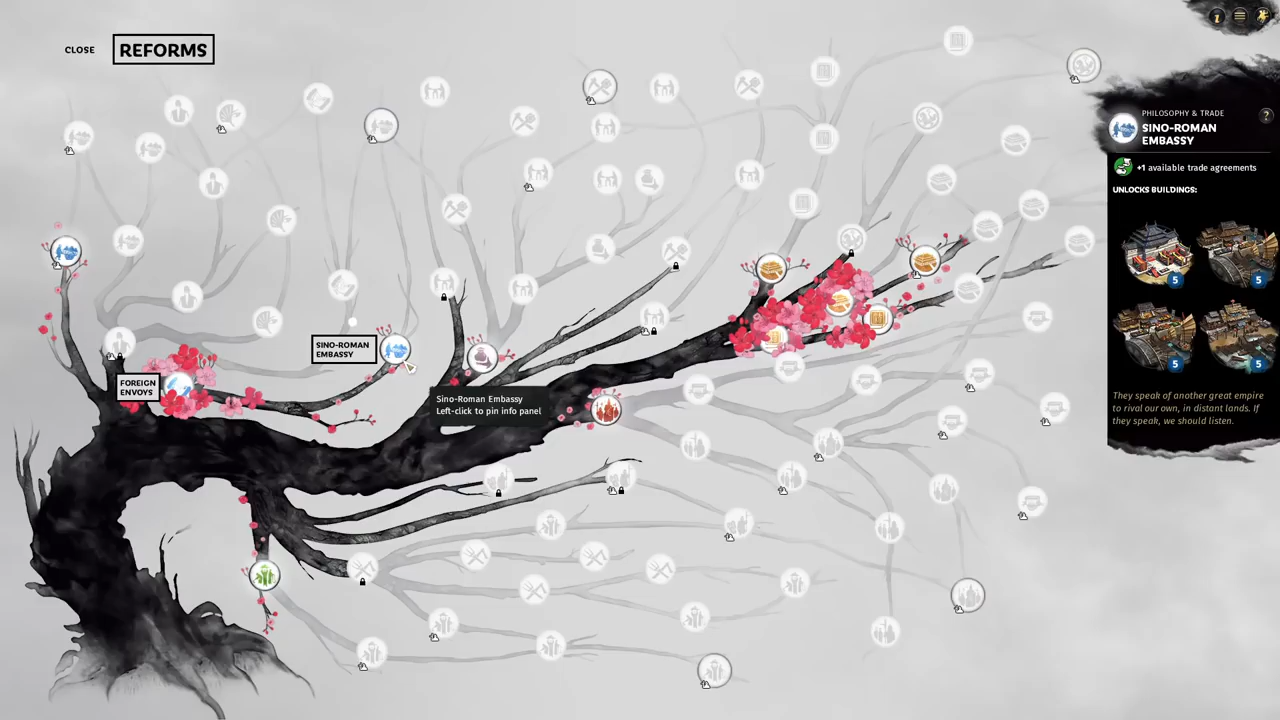 CLOSE
REFORMS
PHILOSOPHY & TRADE
SINO-ROMAN
EMBASSY
?
+1 available trade agreements
UNLOCKS BUILDINGS:
5
5
5
5
They speak of another great empire
to rival our own, in distant lands. If
they speak, we should listen.
SINO-ROMAN
EMBASSY
FOREIGN
ENVOYS
Sino-Roman Embassy
Left-click to pin info panel